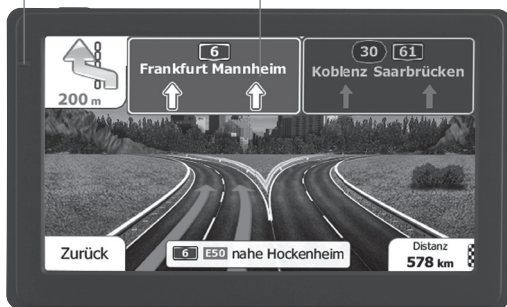 6
Frankfurt Mannheim
30 61
Koblenz Saarbrücken
200 m
Zurück
6 E50 nahe Hockenheim
Distanz
578 km